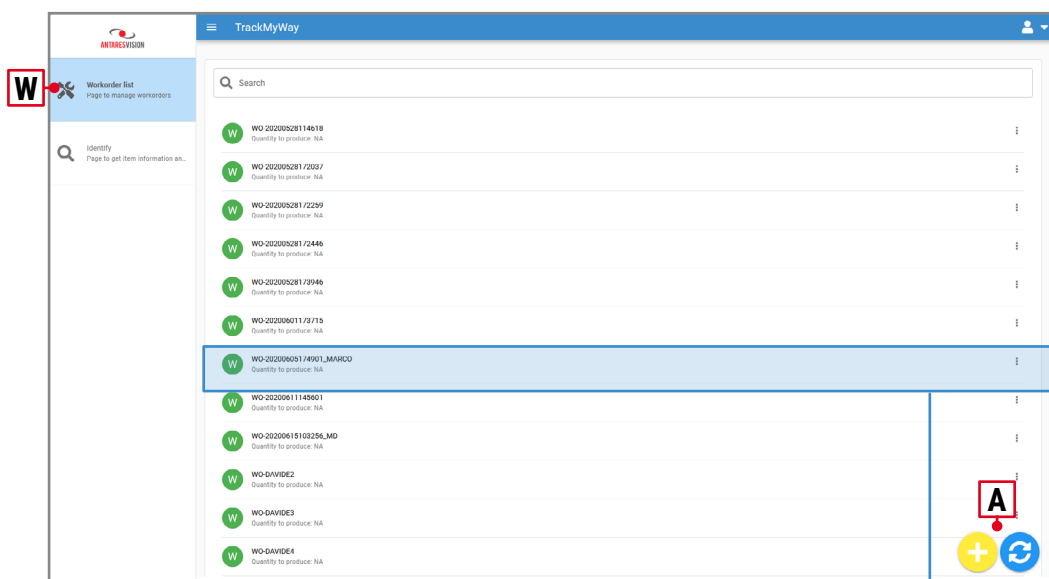 ANTARESVISION
TrackMyWay
W
Workorder list
Page to manage workorders
Identify
Page to get item information an...
Search
W
WO 20200528114618
Quantity to produce: NA
W
WO 20200528172037
Quantity to produce: NA
W
WO-20200528172259
Quantity to produce: NA
W
WO-20200528172446
Quantity to produce: NA
W
WO-20200528173946
Quantity to produce: NA
W
WO-20200601173715
Quantity to produce: NA
W
WO-20200605174901_MARCO
Quantity to produce: NA
W
WO-20200611145601
Quantity to produce: NA
W
WO-20200615103256_MD
Quantity to produce: NA
W
WO-DAVIDE2
Quantity to produce: NA
W
WO-DAVIDE3
Quantity to produce: NA
W
WO-DAVIDE4
Quantity to produce: NA
A